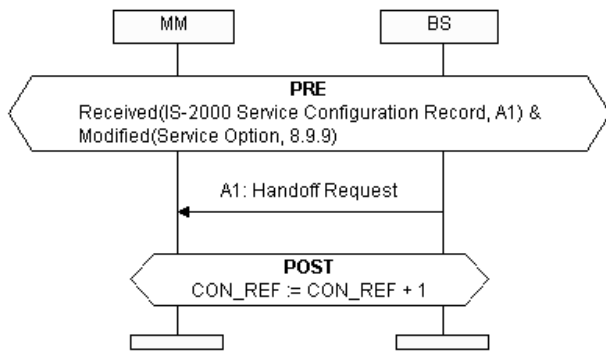 MM
BS
PRE
Received(IS-2000 Service Configuration Record, A1) &
Modified(Service Option, 8.9.9)
A1: Handoff Request
POST
CON_REF := CON_REF + 1